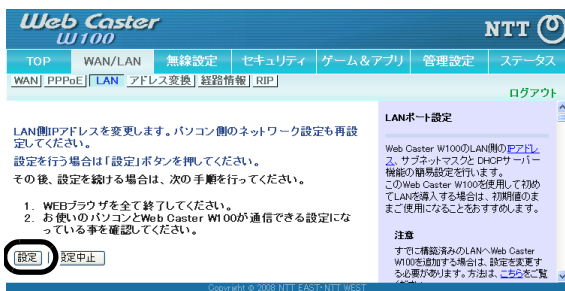 Web Caster
W100
NTT
TOP WAN/LAN 無線設定 セキュリティ ゲーム&アプリ 管理設定 ステータス
WAN| PPPoE| LAN アドレス変換| 経路情報| RIP|
ログアウト
LAN側IPアドレスを変更します。パソコン側のネットワーク設定も再設
定してください。
設定を行う場合は「設定」ボタンを押してください。
その後、設定を続ける場合は、次の手順を行ってください。
1. WEBブラウザを全て終了してください。
2. お使いのパソコンとWeb Caster W100が通信できる設定にな
っている事を確認してください。
設定 設定中止
LANポート設定
Web Caster W100のLAN側のIPアドレ
ス、サブネットマスクと DHCPサーバー
機能の簡易設定を行います。
このWeb Caster W100を使用して初め
てLANを導入する場合は、初期値のま
まご使用になることをおすすめします。
注意
すでに構築済みのLANへWeb Caster
W100を追加する場合は、設定を変更す
る必要があります。方法は、こちらをご覧
ください。
Copyright © 2008 NTT EAST・NTT WEST